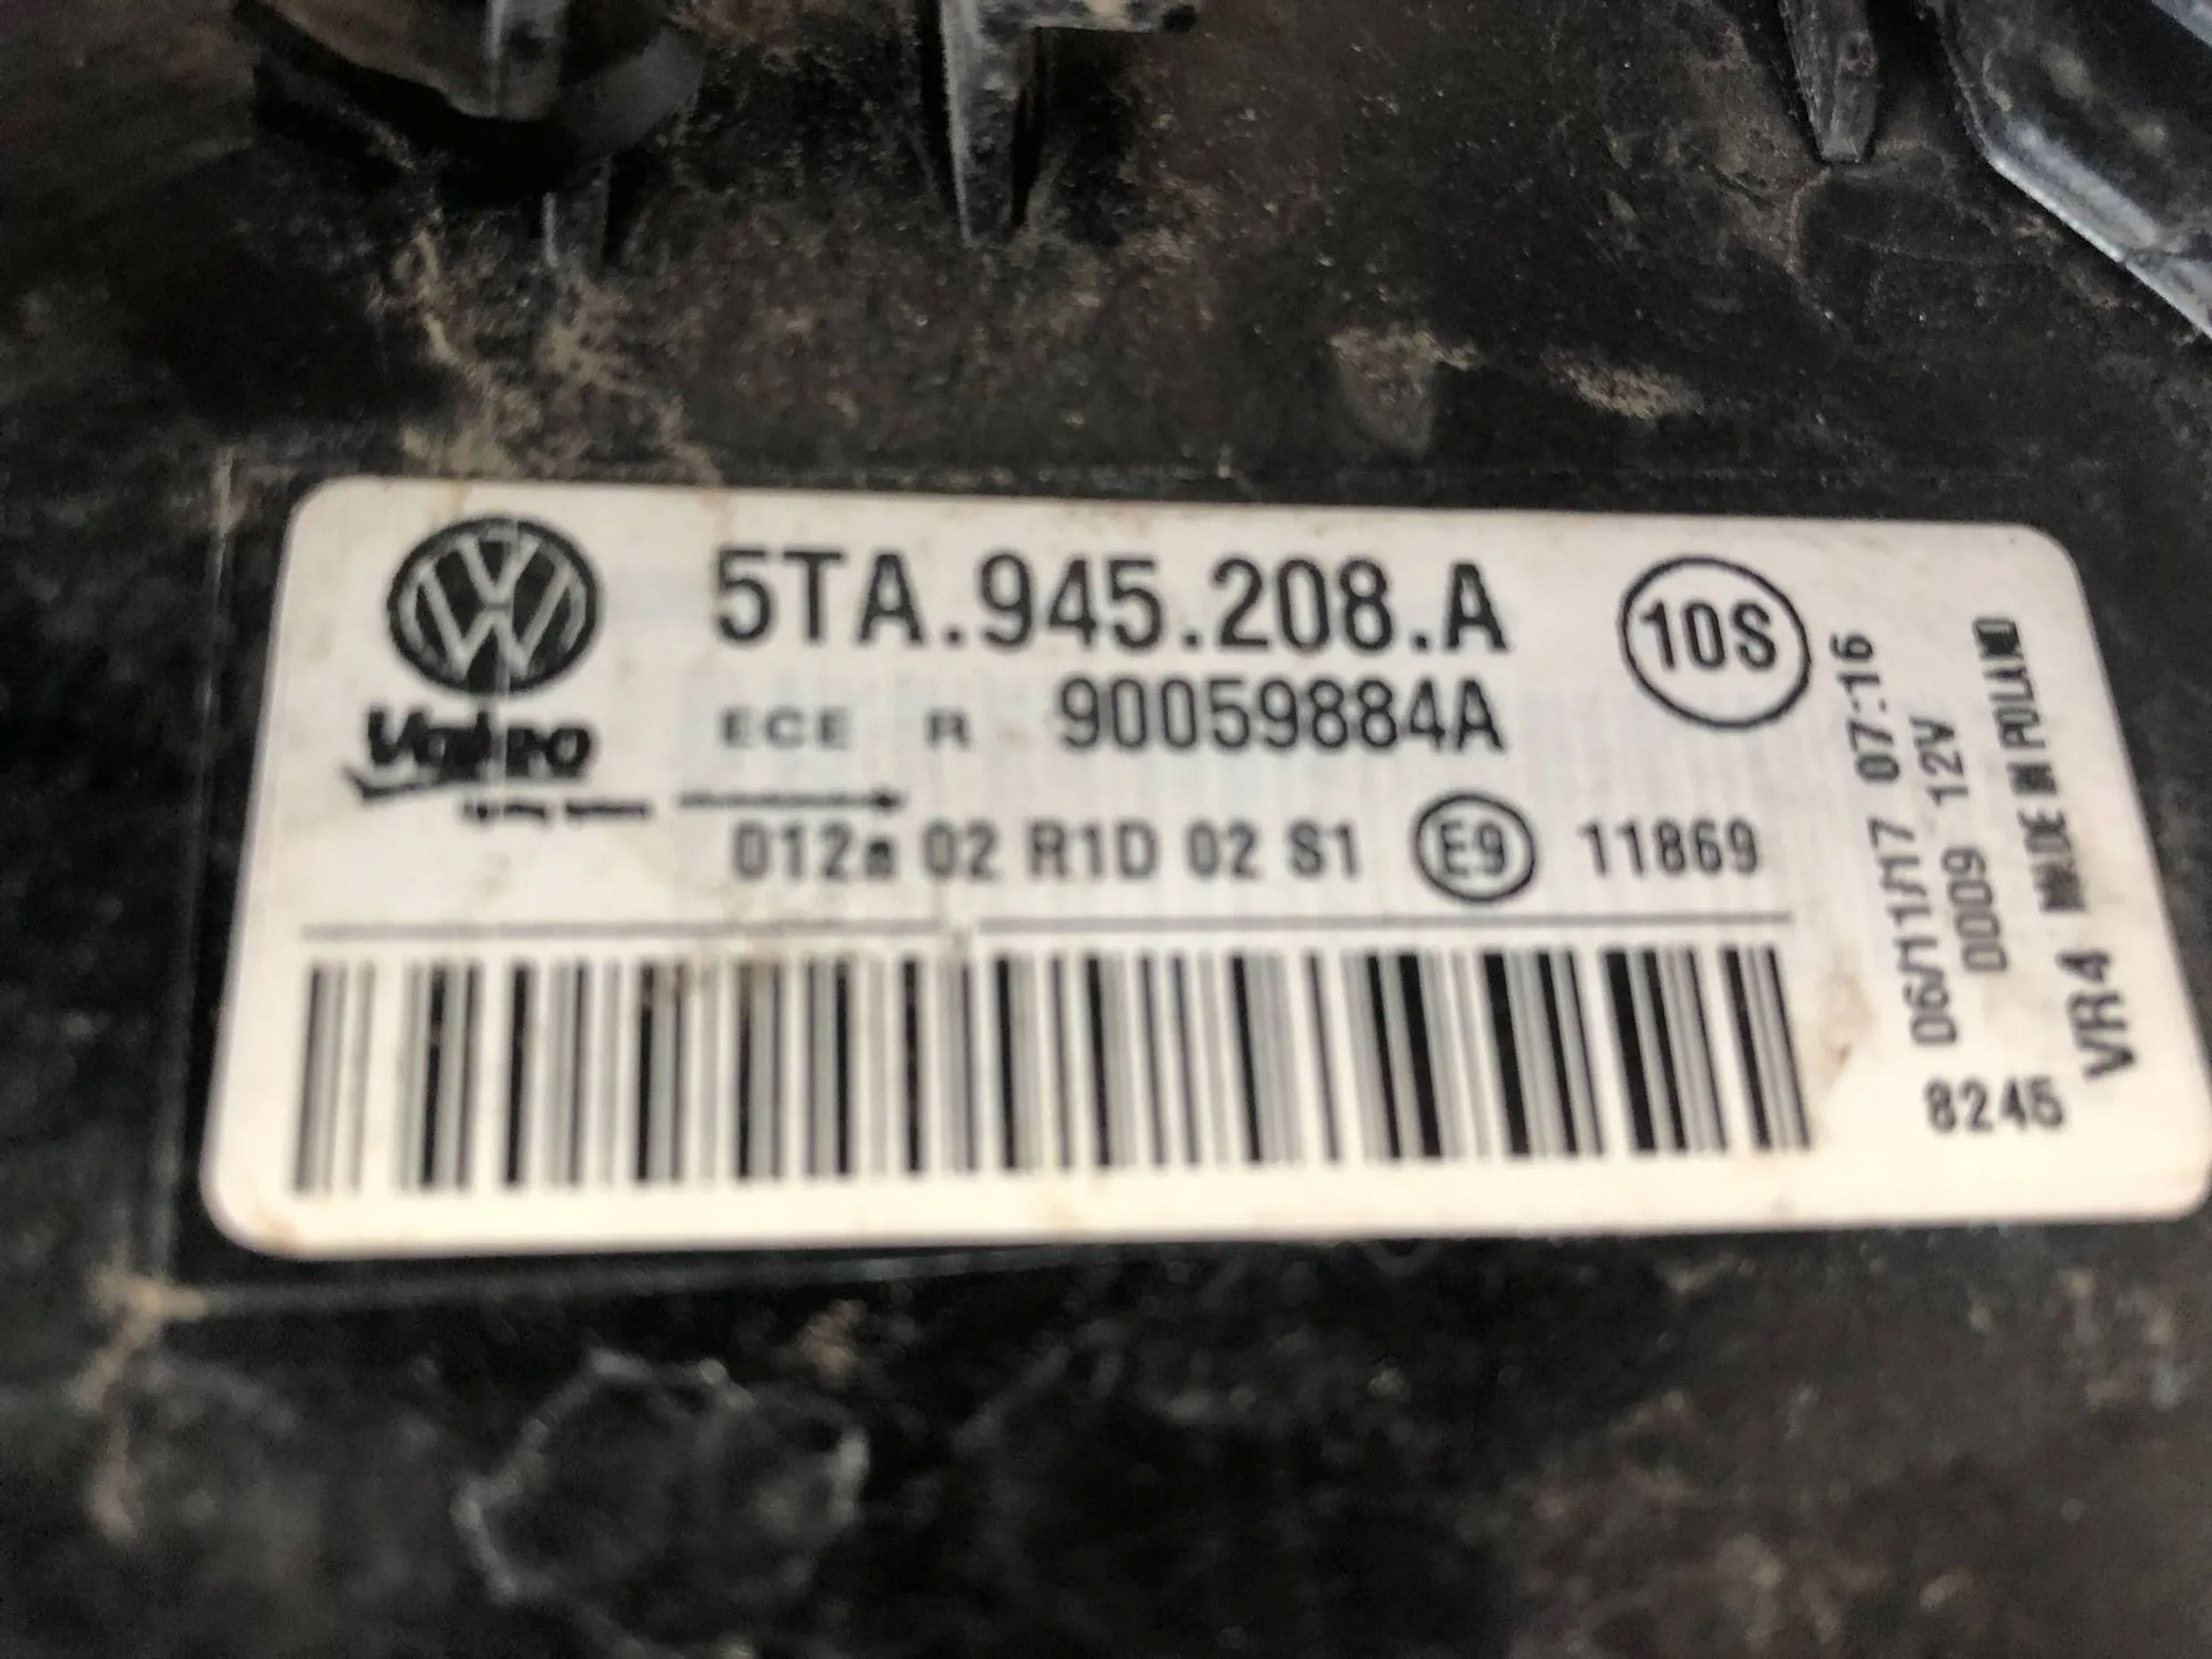 5TA.945.208.A
10S
Valeo
ECE R 90059884A
012a 02 R1D 02 S1 E9 11869
06/11/17 07:16
0009 12V
MADE IN POLAND
8245 VR4